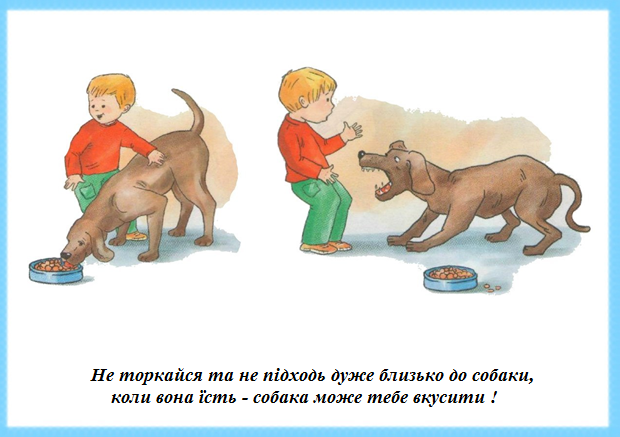 Не торкайся та не підходь дуже близько до собаки,
коли вона їсть - собака може тебе вкусити !